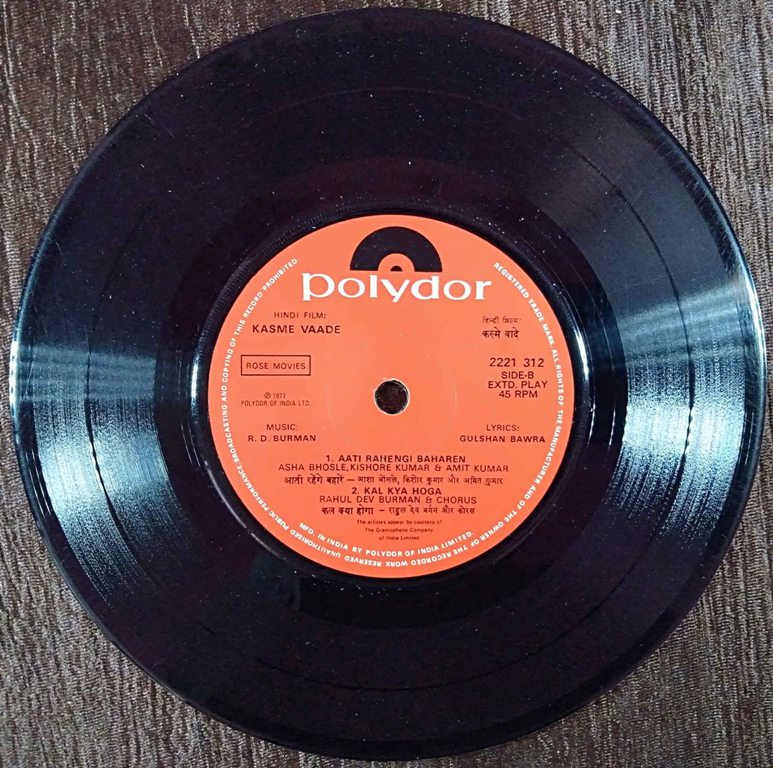 polydor
HINDI FILM:
KASME VAADE
हिन्दी फ़िल्म:
कस्मे वादे
ROSE MOVIES
2221 312
SIDE-B
EXTD. PLAY
45 RPM
℗ 1977
POLYDOR OF INDIA LTD.
MUSIC:
R. D. BURMAN
LYRICS:
GULSHAN BAWRA
1. AATI RAHENGI BAHAREN
ASHA BHOSLE, KISHORE KUMAR & AMIT KUMAR
आती रहेंगे बहारे — आशा भोंसले, किशोर कुमार और अमित कुमार
2. KAL KYA HOGA
RAHUL DEV BURMAN & CHORUS
कल क्या होगा — राहुल देव बर्मन और कोरस
The artistes appear by courtesy of
The Gramophone Company
of India Limited
REGISTERED TRADE MARK. ALL RIGHTS OF THE MANUFACTURER AND OF THE OWNER OF THE RECORDED WORK RESERVED. UNAUTHORISED PUBLIC PERFORMANCE, BROADCASTING AND COPYING OF THIS RECORD PROHIBITED
MFG. IN INDIA BY POLYDOR OF INDIA LIMITED.